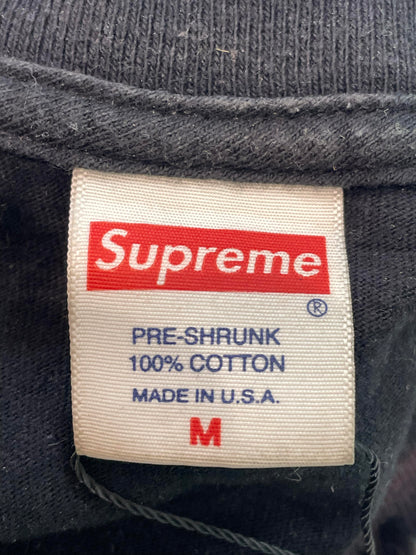 Supreme
®
PRE-SHRUNK
100% COTTON
MADE IN U.S.A.
M